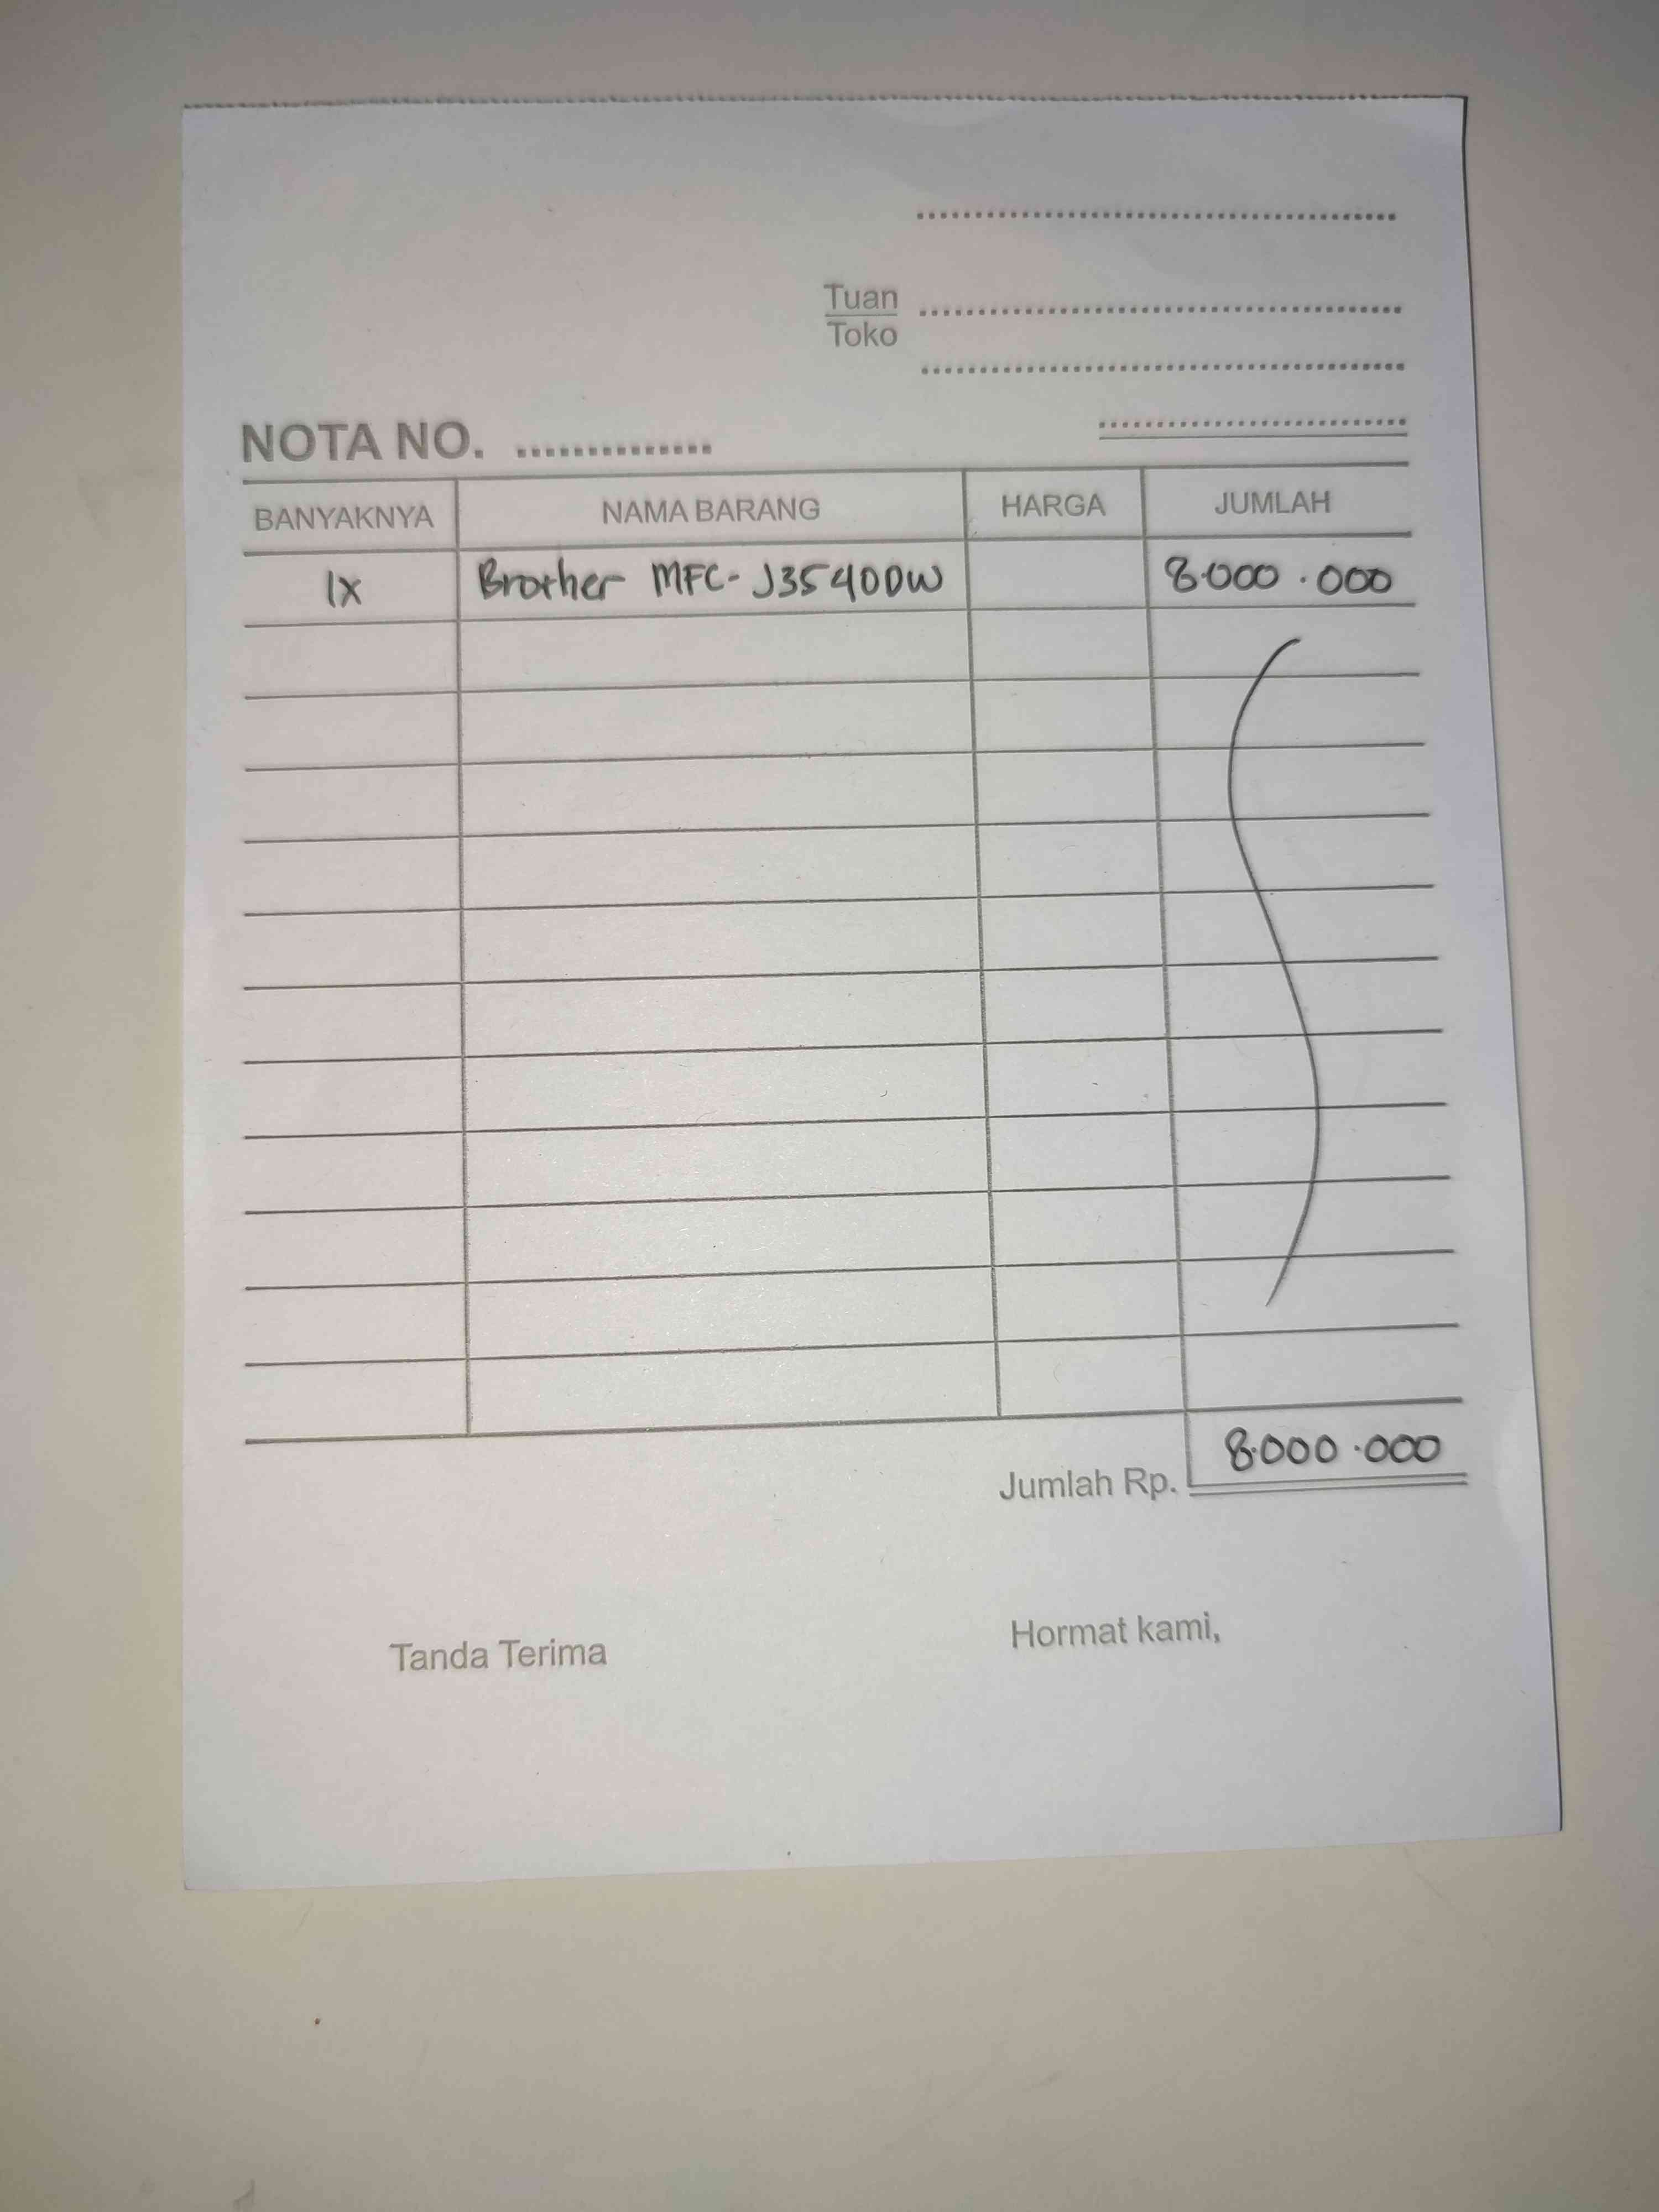 Tuan
Toko
NOTA NO. ..............
BANYAKNYA NAMA BARANG HARGA JUMLAH
1x Brother MFC-J3540DW 8.000.000
Jumlah Rp. 8.000.000
Tanda Terima Hormat kami,